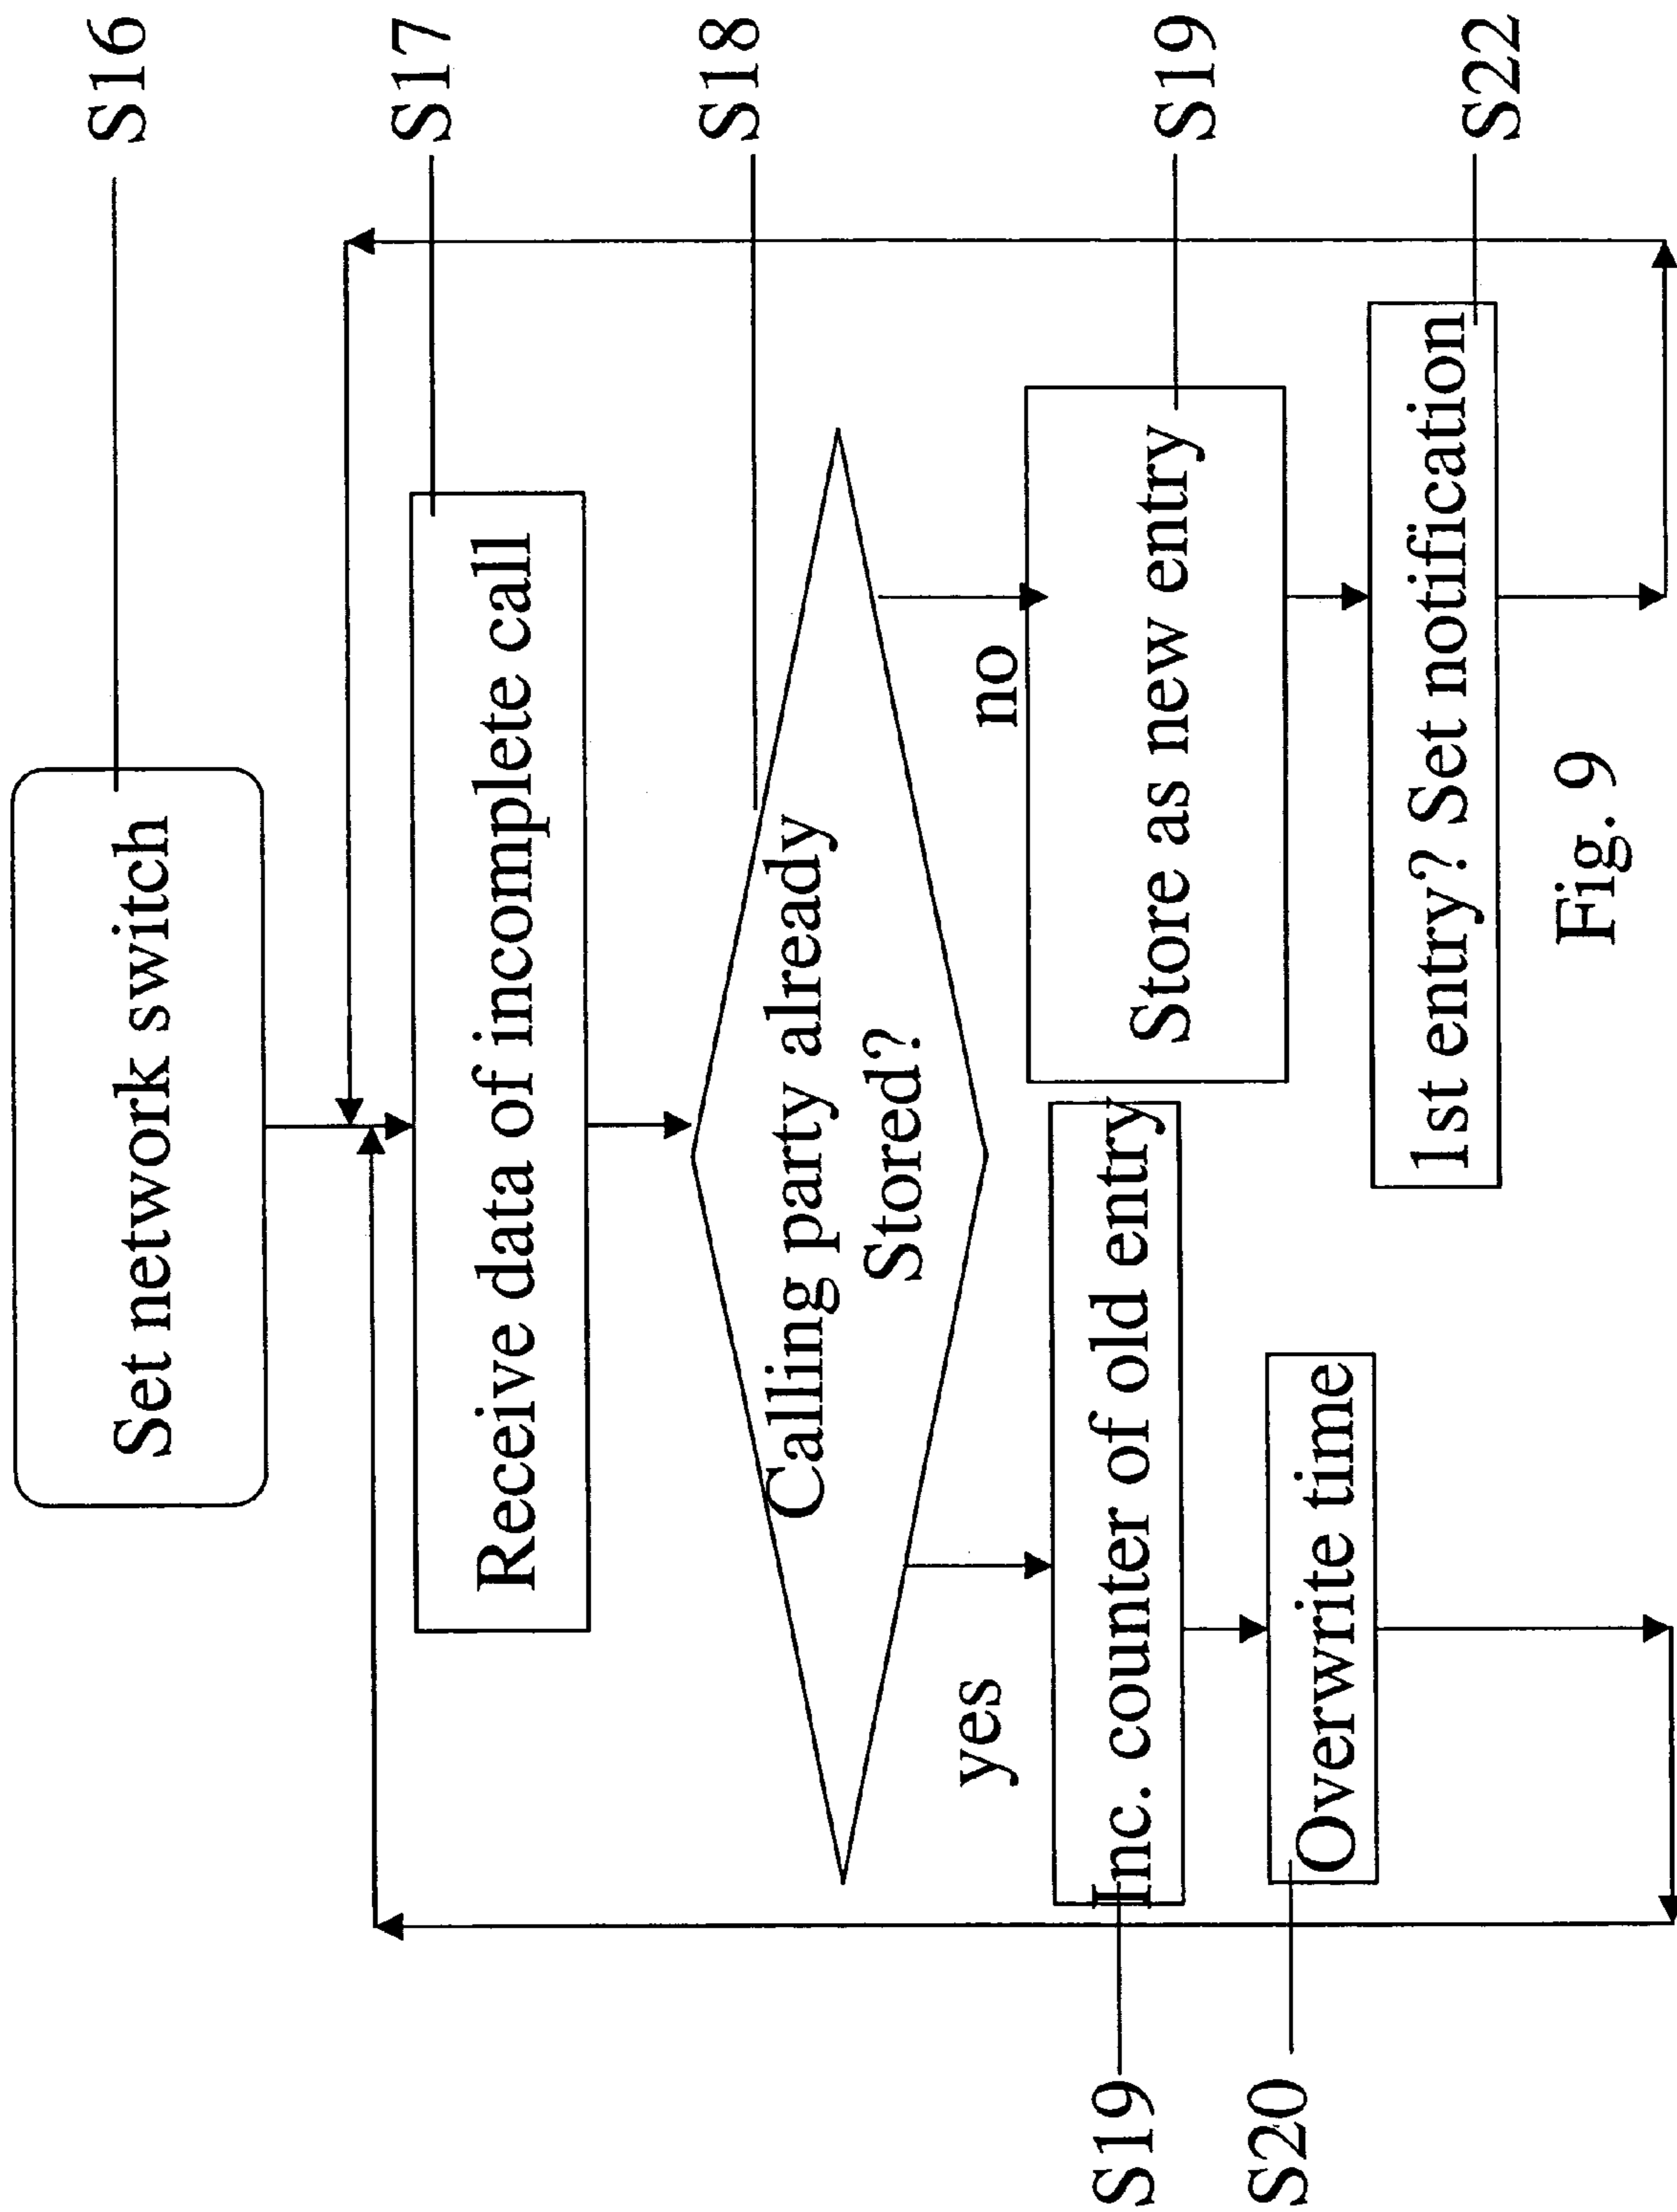 Set network switch
S16
Receive data of incomplete call
S17
Calling party already
Stored?
S18
yes
no
S19
Inc. counter of old entry
Store as new entry
S19
S20
Overwrite time
1st entry? Set notification
S22
Fig. 9